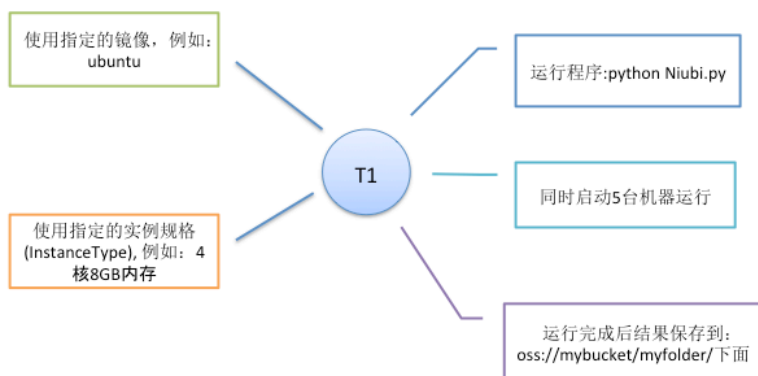 使用指定的镜像，例如：
ubuntu
使用指定的实例规格
(InstanceType), 例如：4
核8GB内存
T1
运行程序:python Niubi.py
同时启动5台机器运行
运行完成后结果保存到：
oss://mybucket/myfolder/下面